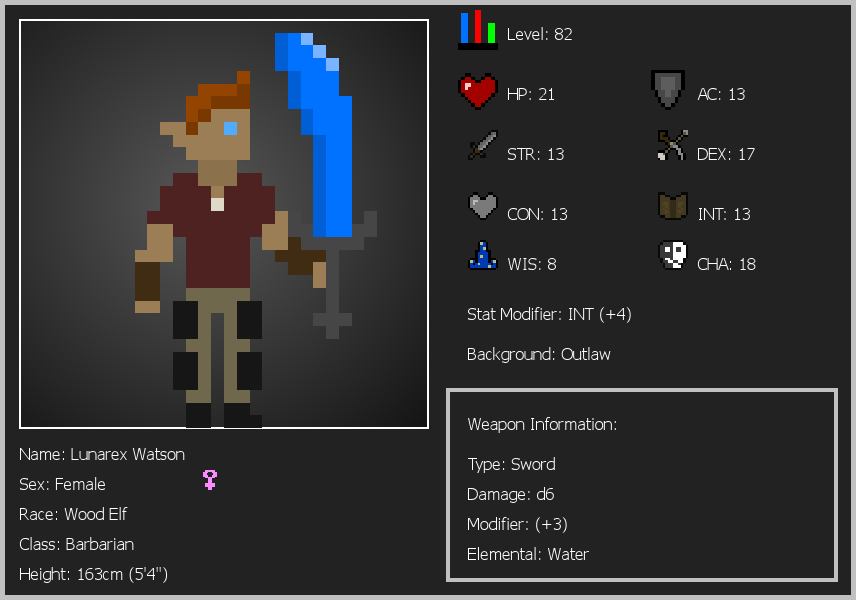 Level: 82
HP: 21
AC: 13
STR: 13
DEX: 17
CON: 13
INT: 13
WIS: 8
CHA: 18
Stat Modifier: INT (+4)
Background: Outlaw
Weapon Information:
Type: Sword
Damage: d6
Modifier: (+3)
Elemental: Water
Name: Lunarex Watson
Sex: Female
Race: Wood Elf
Class: Barbarian
Height: 163cm (5'4")